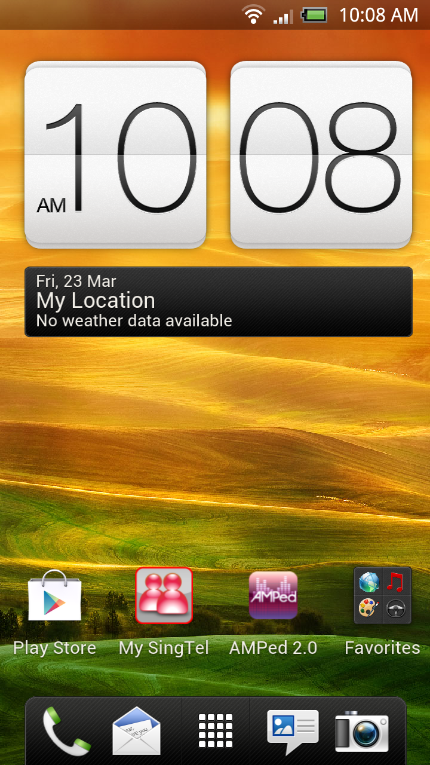 10:08 AM
10 08
AM
Fri, 23 Mar
My Location
No weather data available
AMPed
Play Store My SingTel AMPed 2.0 Favorites